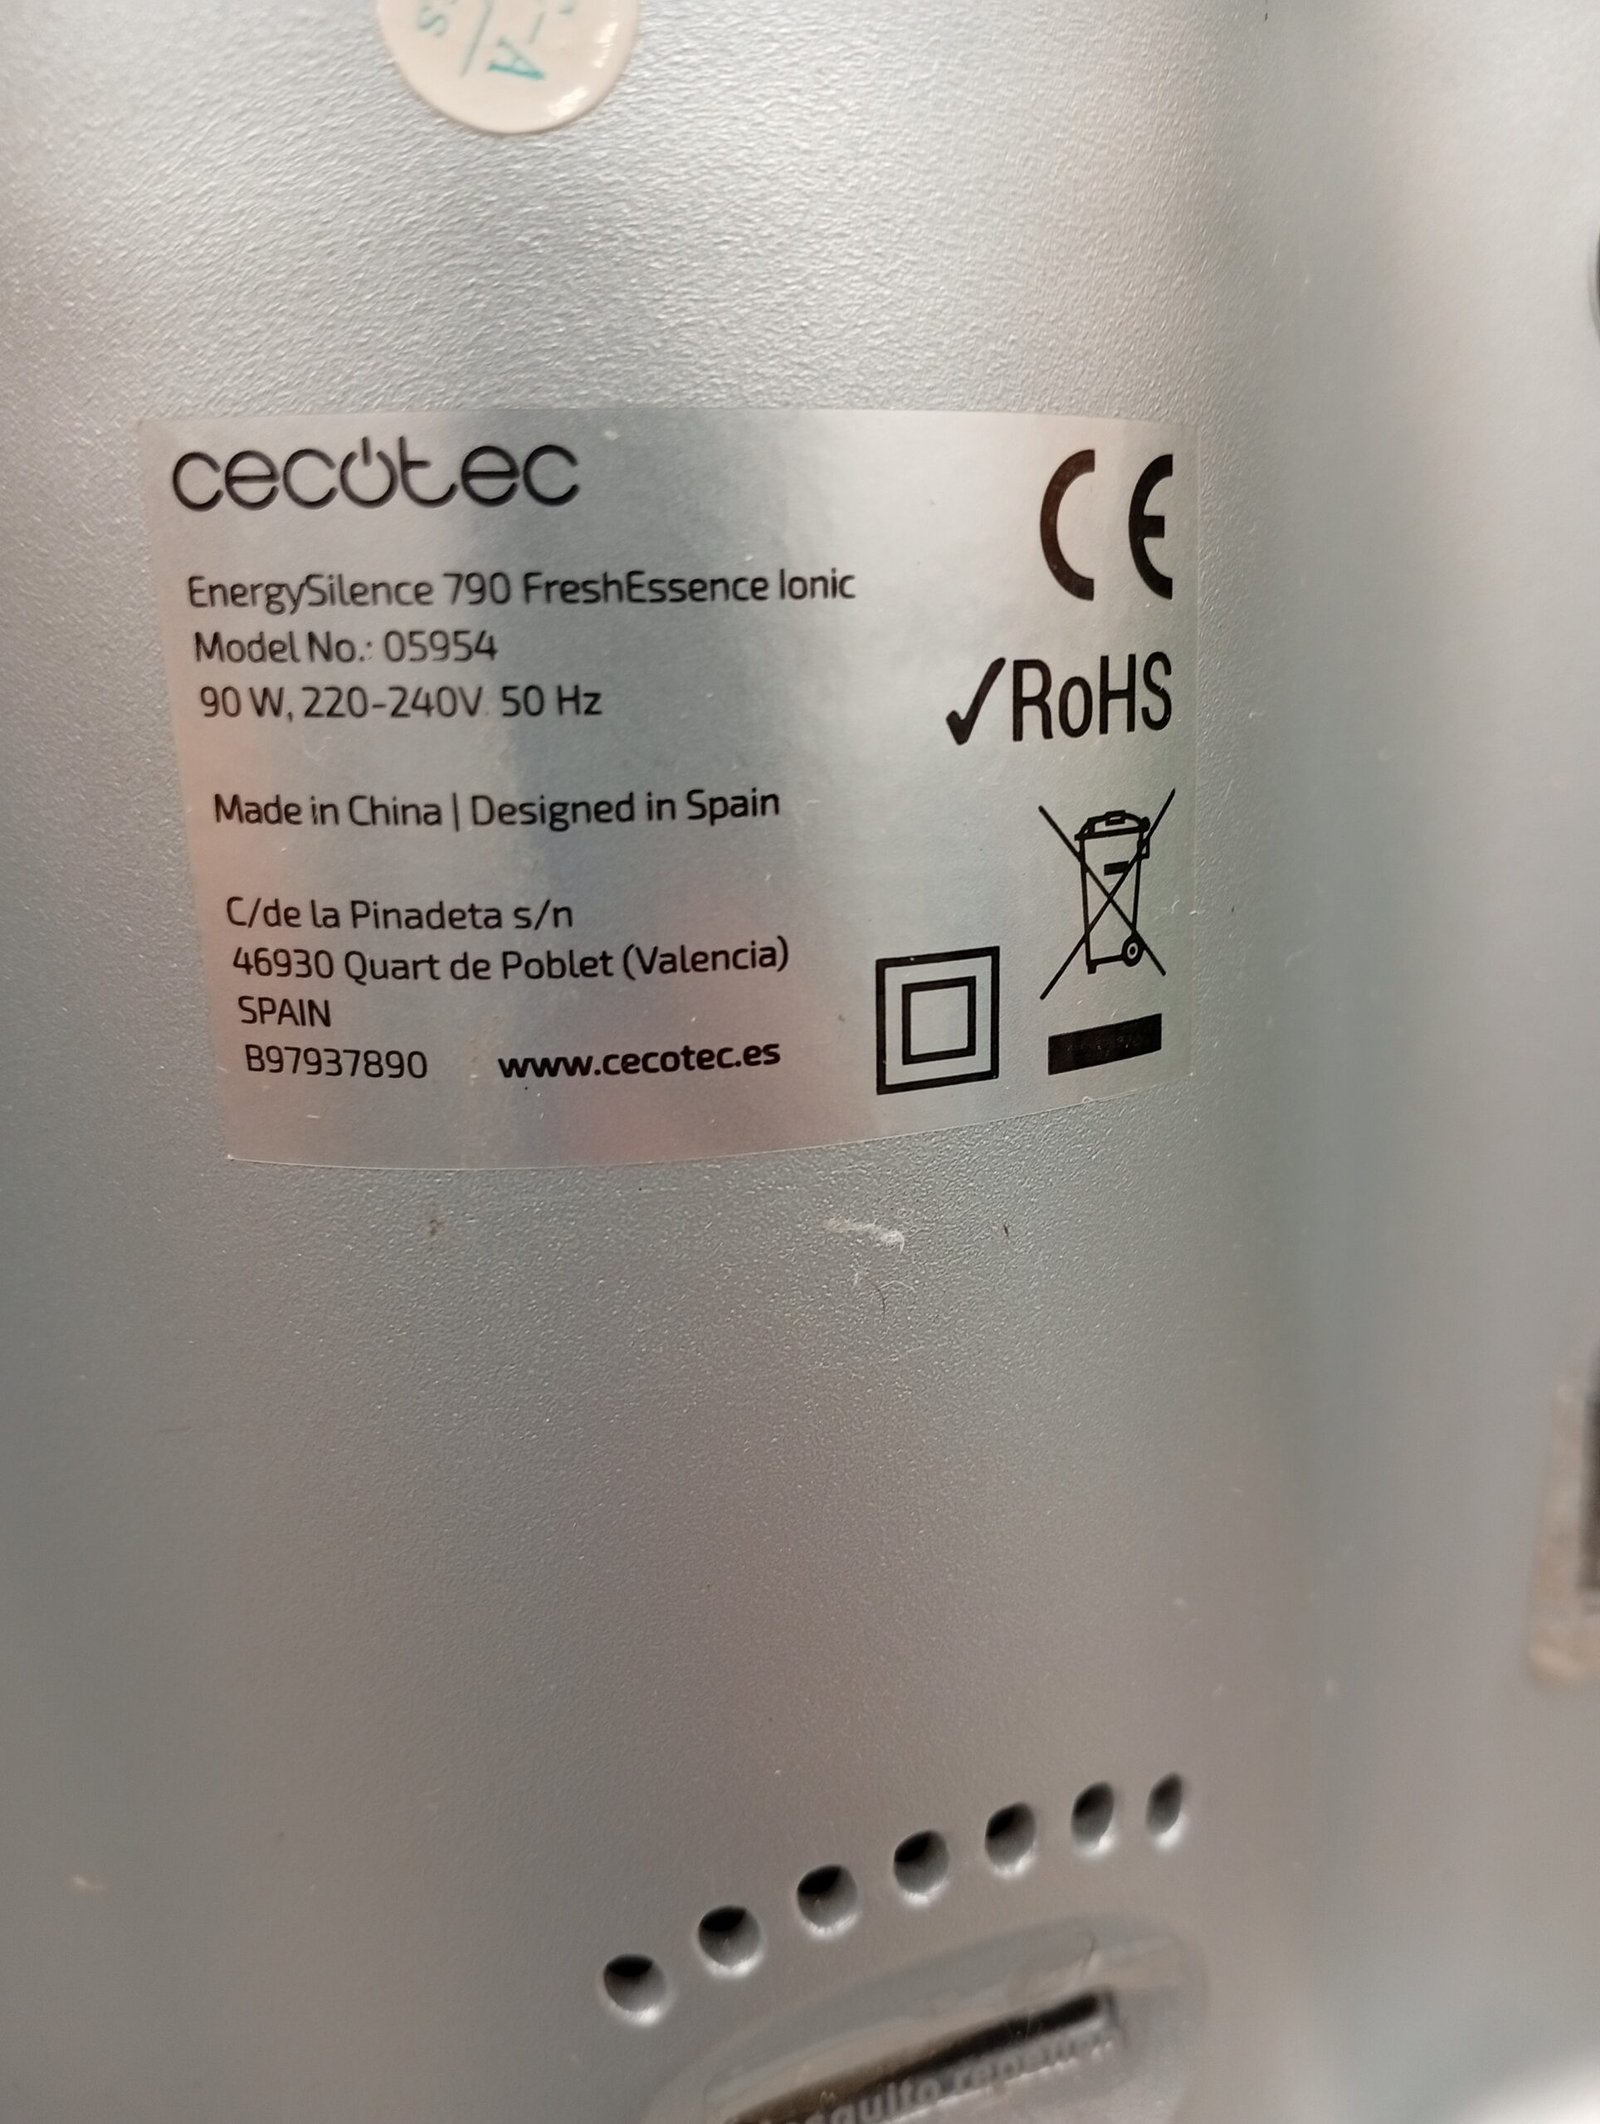 cecotec
EnergySilence 790 FreshEssence Ionic
Model No.: 05954
90 W, 220-240V 50 Hz
Made in China | Designed in Spain
C/de la Pinadeta s/n
46930 Quart de Poblet (Valencia)
SPAIN
B97937890 www.cecotec.es
CE
RoHS
repeller